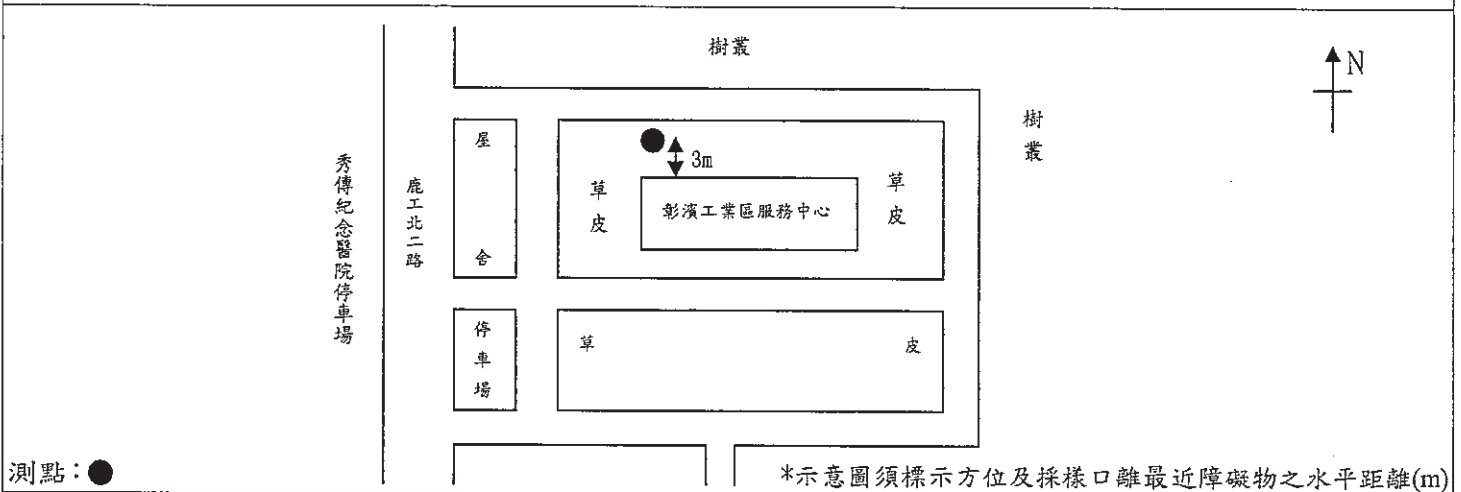 樹叢
N
樹叢
屋舍
3m
草皮
彰濱工業區服務中心
草皮
秀傳紀念醫院停車場
鹿工北二路
停車場
草皮
測點:●
*示意圖須標示方位及採樣口離最近障礙物之水平距離(m)